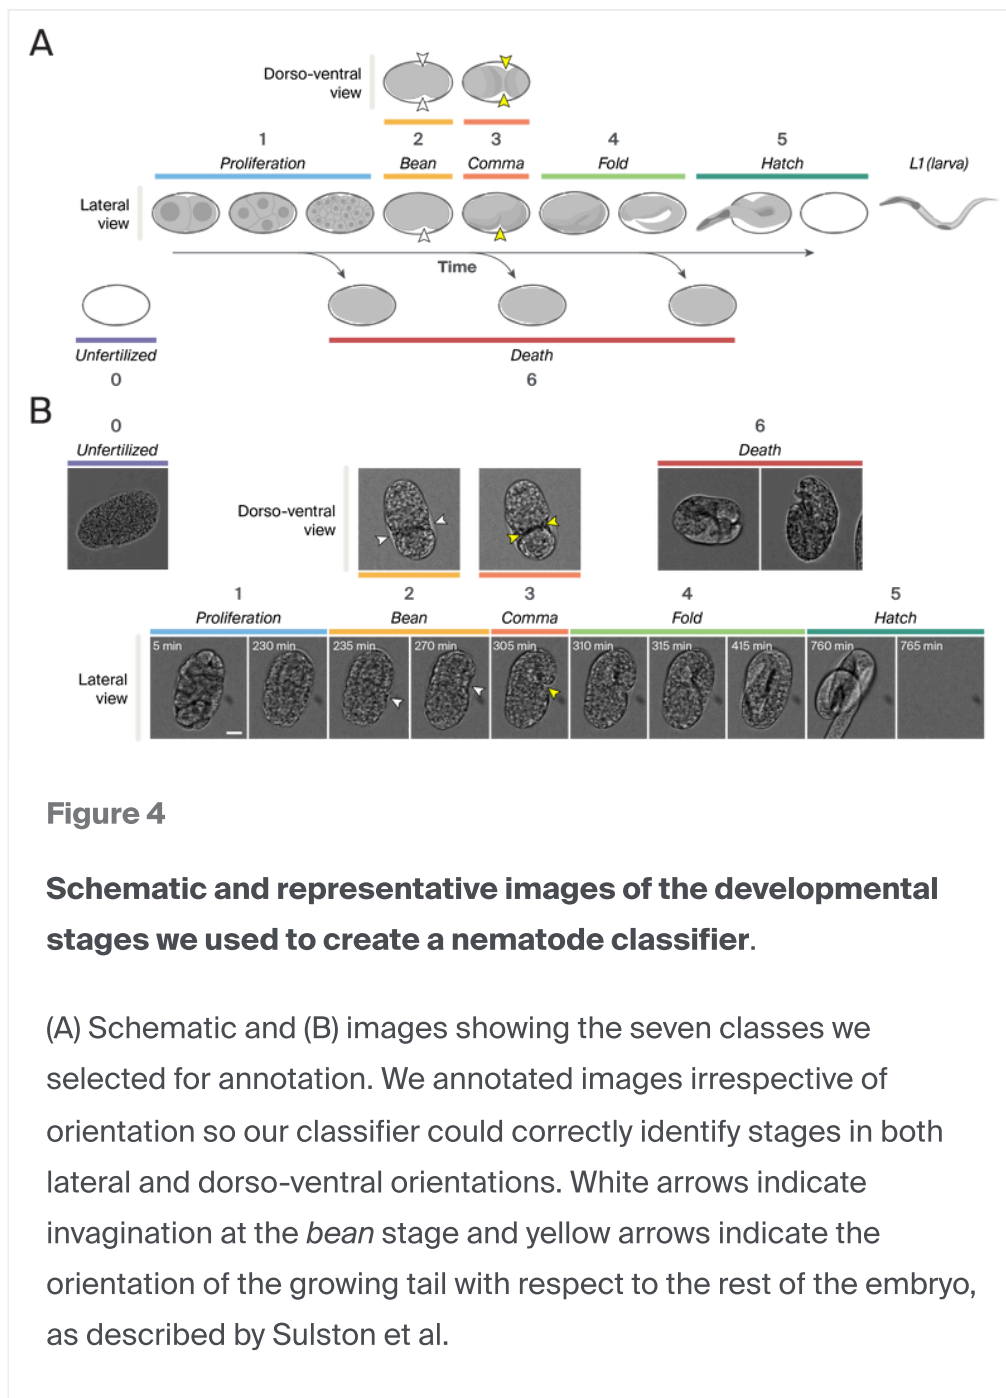 A
Dorso-ventral
view
1 2 3 4 5
Proliferation Bean Comma Fold Hatch L1 (larva)
Lateral
view
Time
Unfertilized Death
0 6
B
0 6
Unfertilized Death
Dorso-ventral
view
1 2 3 4 5
Proliferation Bean Comma Fold Hatch
5 min 230 min 235 min 270 min 305 min 310 min 315 min 415 min 760 min 765 min
Lateral
view
Figure 4
Schematic and representative images of the developmental
stages we used to create a nematode classifier.
(A) Schematic and (B) images showing the seven classes we
selected for annotation. We annotated images irrespective of
orientation so our classifier could correctly identify stages in both
lateral and dorso-ventral orientations. White arrows indicate
invagination at the bean stage and yellow arrows indicate the
orientation of the growing tail with respect to the rest of the embryo,
as described by Sulston et al.